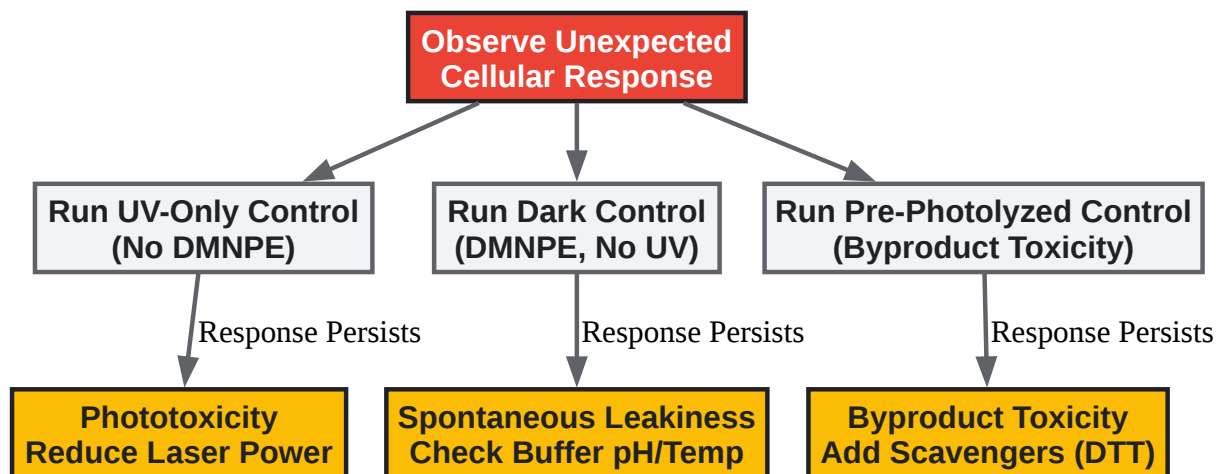 Observe Unexpected
Cellular Response
Run UV-Only Control
(No DMNPE)
Run Dark Control
(DMNPE, No UV)
Run Pre-Photolyzed Control
(Byproduct Toxicity)
Response Persists
Response Persists
Response Persists
Phototoxicity
Reduce Laser Power
Spontaneous Leakiness
Check Buffer pH/Temp
Byproduct Toxicity
Add Scavengers (DTT)